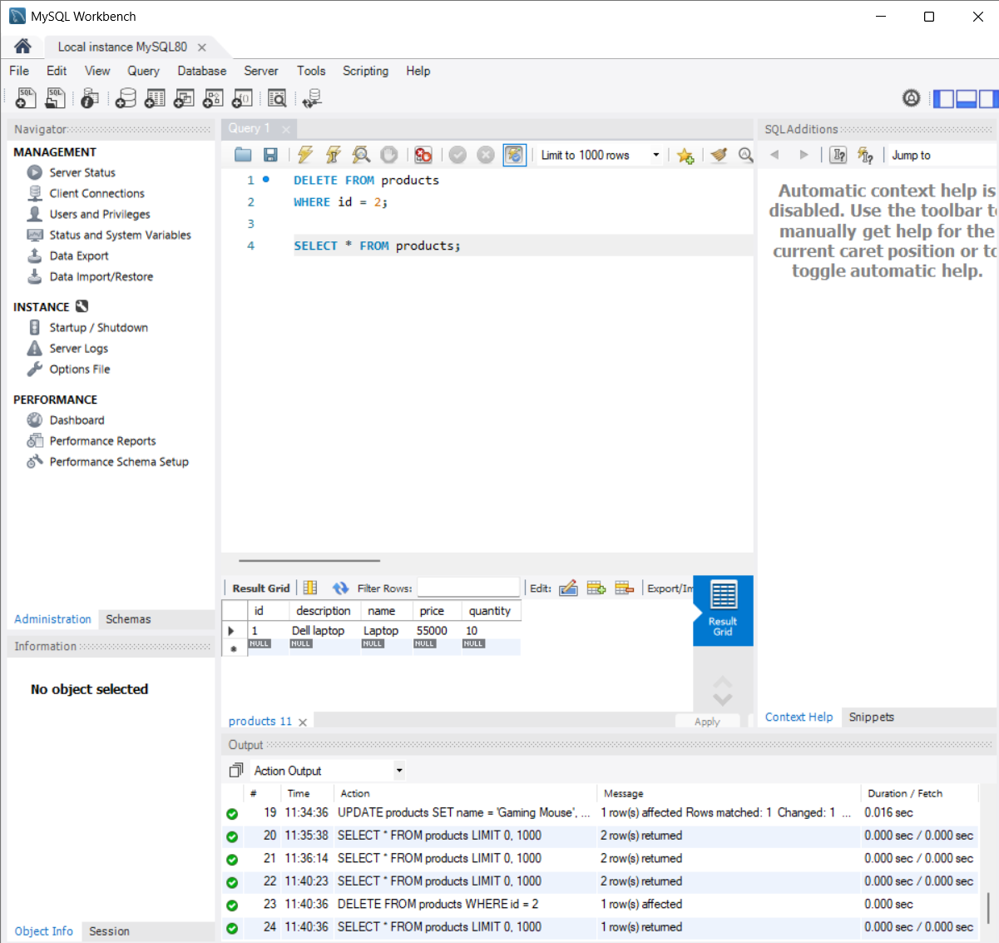 MySQL Workbench
Local instance MySQL80
File Edit View Query Database Server Tools Scripting Help
Navigator
MANAGEMENT
Server Status
Client Connections
Users and Privileges
Status and System Variables
Data Export
Data Import/Restore
INSTANCE
Startup / Shutdown
Server Logs
Options File
PERFORMANCE
Dashboard
Performance Reports
Performance Schema Setup
Administration Schemas
Information
No object selected
Object Info Session
Query 1
Limit to 1000 rows
1 DELETE FROM products
2 WHERE id = 2;
3
4 SELECT * FROM products;
Result Grid Filter Rows: Edit: Export/Im
id description name price quantity
1 Dell laptop Laptop 55000 10
NULL NULL NULL NULL NULL
Result
Grid
products 11
Apply
SQLAdditions
Jump to
Automatic context help is
disabled. Use the toolbar t
manually get help for the
current caret position or to
toggle automatic help.
Context Help Snippets
Output
Action Output
# Time Action Message Duration / Fetch
19 11:34:36 UPDATE products SET name = 'Gaming Mouse', ... 1 row(s) affected Rows matched: 1 Changed: 1 ... 0.016 sec
20 11:35:38 SELECT * FROM products LIMIT 0, 1000 2 row(s) returned 0.000 sec / 0.000 sec
21 11:36:14 SELECT * FROM products LIMIT 0, 1000 2 row(s) returned 0.000 sec / 0.000 sec
22 11:40:23 SELECT * FROM products LIMIT 0, 1000 2 row(s) returned 0.000 sec / 0.000 sec
23 11:40:36 DELETE FROM products WHERE id = 2 1 row(s) affected 0.000 sec
24 11:40:36 SELECT * FROM products LIMIT 0, 1000 1 row(s) returned 0.000 sec / 0.000 sec